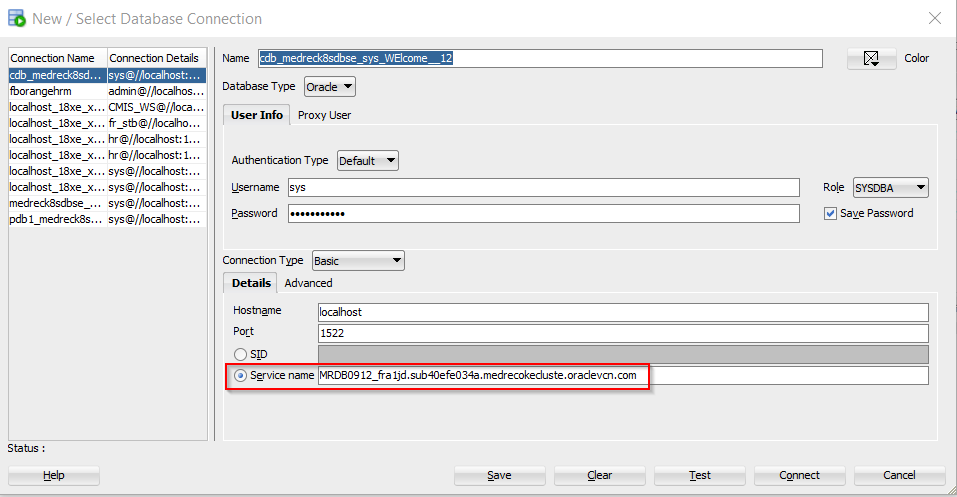 New / Select Database Connection
Connection Name Connection Details
cdb_medreck8sd... sys@//localhost:...
fborangehrm admin@//localhos...
localhost_18xe_x... CMIS_WS@//loca...
localhost_18xe_x... fr_stb@//localho...
localhost_18xe_x... hr@//localhost:1...
localhost_18xe_x... hr@//localhost:1...
localhost_18xe_x... sys@//localhost:...
localhost_18xe_x... sys@//localhost:...
medreck8sdbse_... sys@//localhost:...
pdb1_medreck8s... sys@//localhost:...
Name cdb_medreck8sdbse_sys_WElcome__12 Color
Database Type Oracle
User Info Proxy User
Authentication Type Default
Username sys Role SYSDBA
Password ••••••••••• Save Password
Connection Type Basic
Details Advanced
Hostname localhost
Port 1522
SID
Service name MRDB0912_fra1jd.sub40efe034a.medrecokecluste.oraclevcn.com
Status :
Help Save Clear Test Connect Cancel